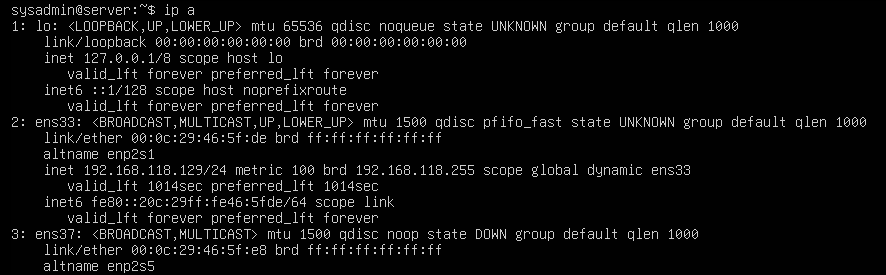 sysadmin@server:~$ ip a
1: lo: <LOOPBACK,UP,LOWER_UP> mtu 65536 qdisc noqueue state UNKNOWN group default qlen 1000
    link/loopback 00:00:00:00:00:00 brd 00:00:00:00:00:00
    inet 127.0.0.1/8 scope host lo
       valid_lft forever preferred_lft forever
    inet6 ::1/128 scope host noprefixroute
       valid_lft forever preferred_lft forever
2: ens33: <BROADCAST,MULTICAST,UP,LOWER_UP> mtu 1500 qdisc pfifo_fast state UNKNOWN group default qlen 1000
    link/ether 00:0c:29:46:5f:de brd ff:ff:ff:ff:ff:ff
    altname enp2s1
    inet 192.168.118.129/24 metric 100 brd 192.168.118.255 scope global dynamic ens33
       valid_lft 1014sec preferred_lft 1014sec
    inet6 fe80::20c:29ff:fe46:5fde/64 scope link
       valid_lft forever preferred_lft forever
3: ens37: <BROADCAST,MULTICAST> mtu 1500 qdisc noop state DOWN group default qlen 1000
    link/ether 00:0c:29:46:5f:e8 brd ff:ff:ff:ff:ff:ff
    altname enp2s5